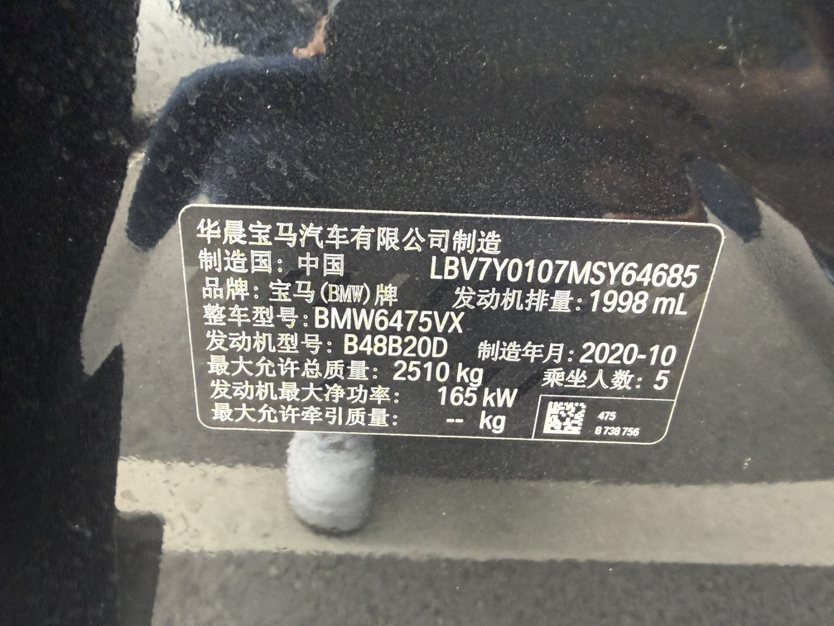 华晨宝马汽车有限公司制造
制造国：中国 LBV7Y0107MSY64685
品牌：宝马(BMW)牌 发动机排量：1998 mL
整车型号：BMW6475VX
发动机型号：B48B20D 制造年月：2020-10
最大允许总质量：2510 kg 乘坐人数：5
发动机最大净功率：165 kW
最大允许牵引质量：-- kg
475
8 738 756